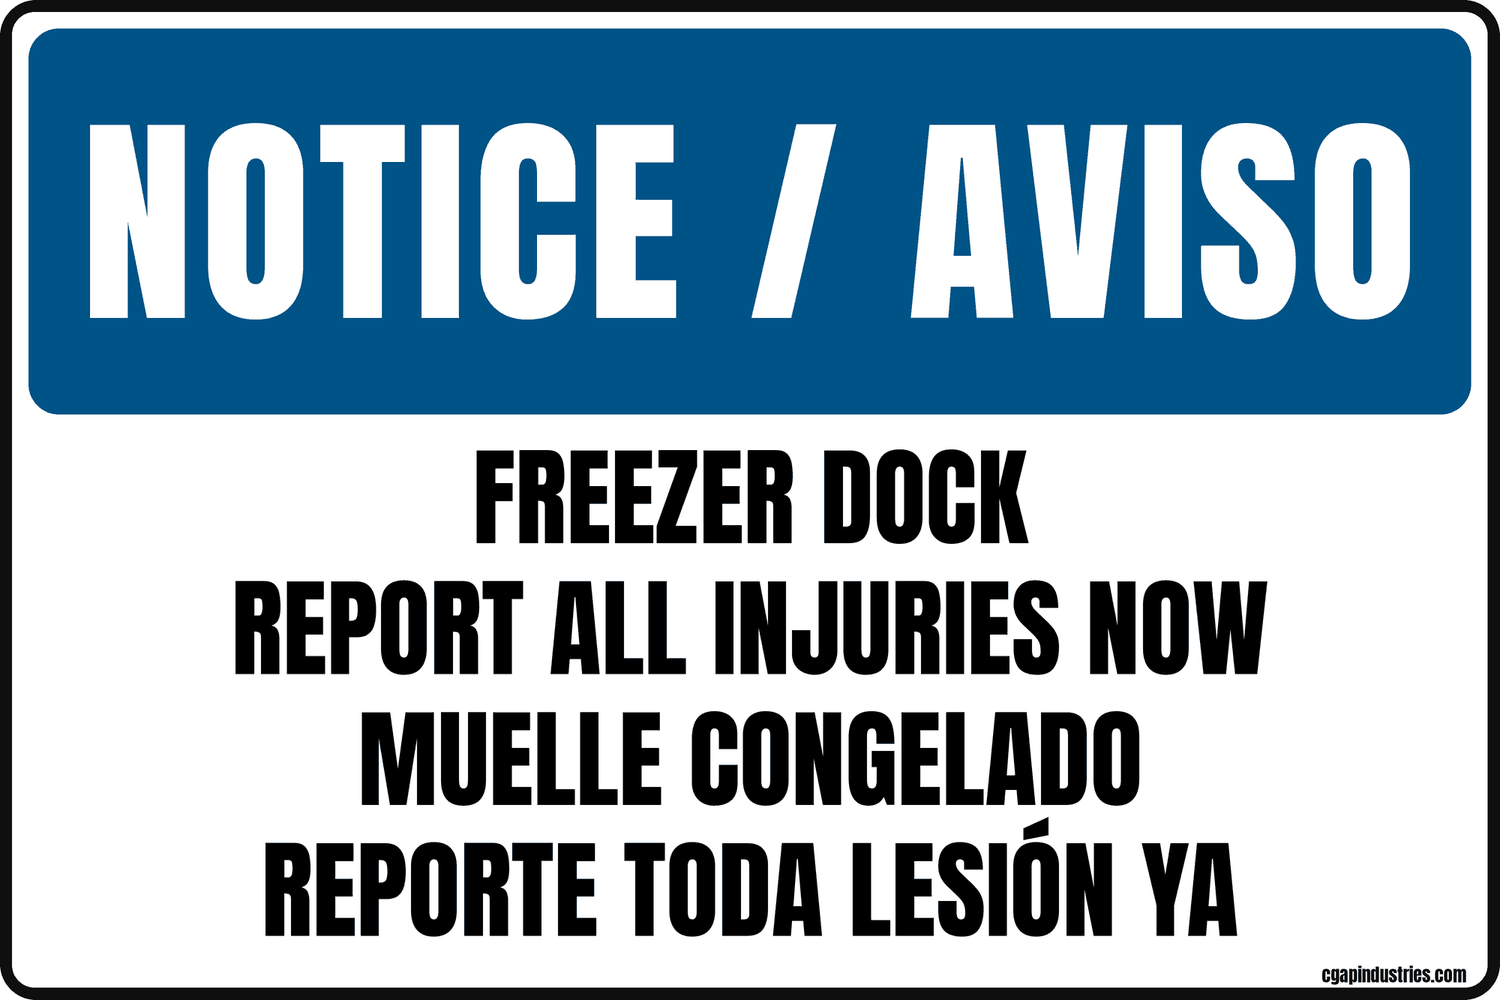 NOTICE / AVISO
FREEZER DOCK
REPORT ALL INJURIES NOW
MUELLE CONGELADO
REPORTE TODA LESIÓN YA
cgapindustries.com